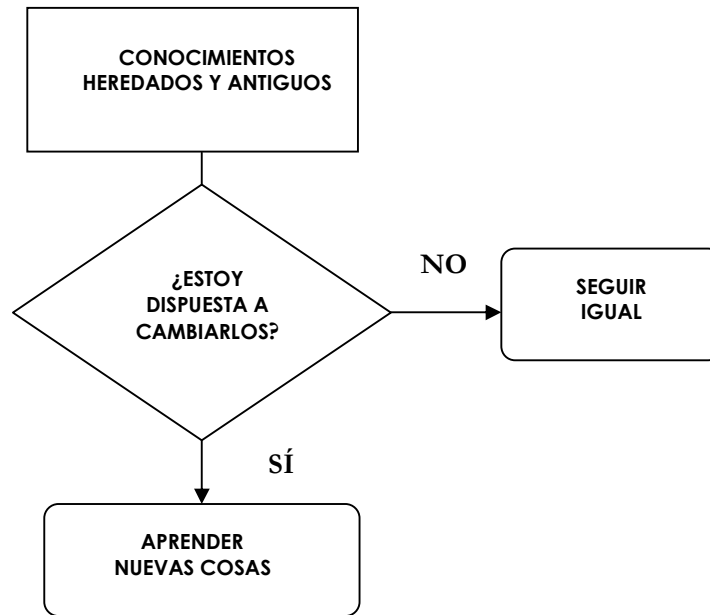 CONOCIMIENTOS
HEREDADOS Y ANTIGUOS
¿ESTOY
DISPUESTA A
CAMBIARLOS?
NO
SEGUIR
IGUAL
SÍ
APRENDER
NUEVAS COSAS